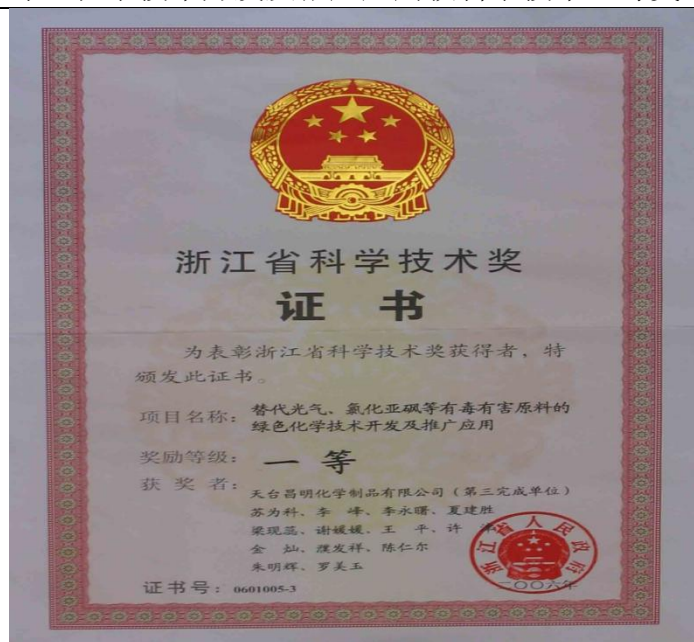 浙江省科学技术奖
证 书
为表彰浙江省科学技术奖获得者，特
颁发此证书。
项目名称：替代光气、氯化亚砜等有毒有害原料的
绿色化学技术开发及推广应用
奖励等级：一 等
获 奖 者：天台昌明化学制品有限公司（第三完成单位）
苏为科、李 峰、李永曙、夏建胜
梁现蕊、谢媛媛、王 平、许
金 灿、濮发祥、陈仁尔
朱明辉、罗美玉
浙江省人民政府
二〇〇六年
证书号：0601005-3